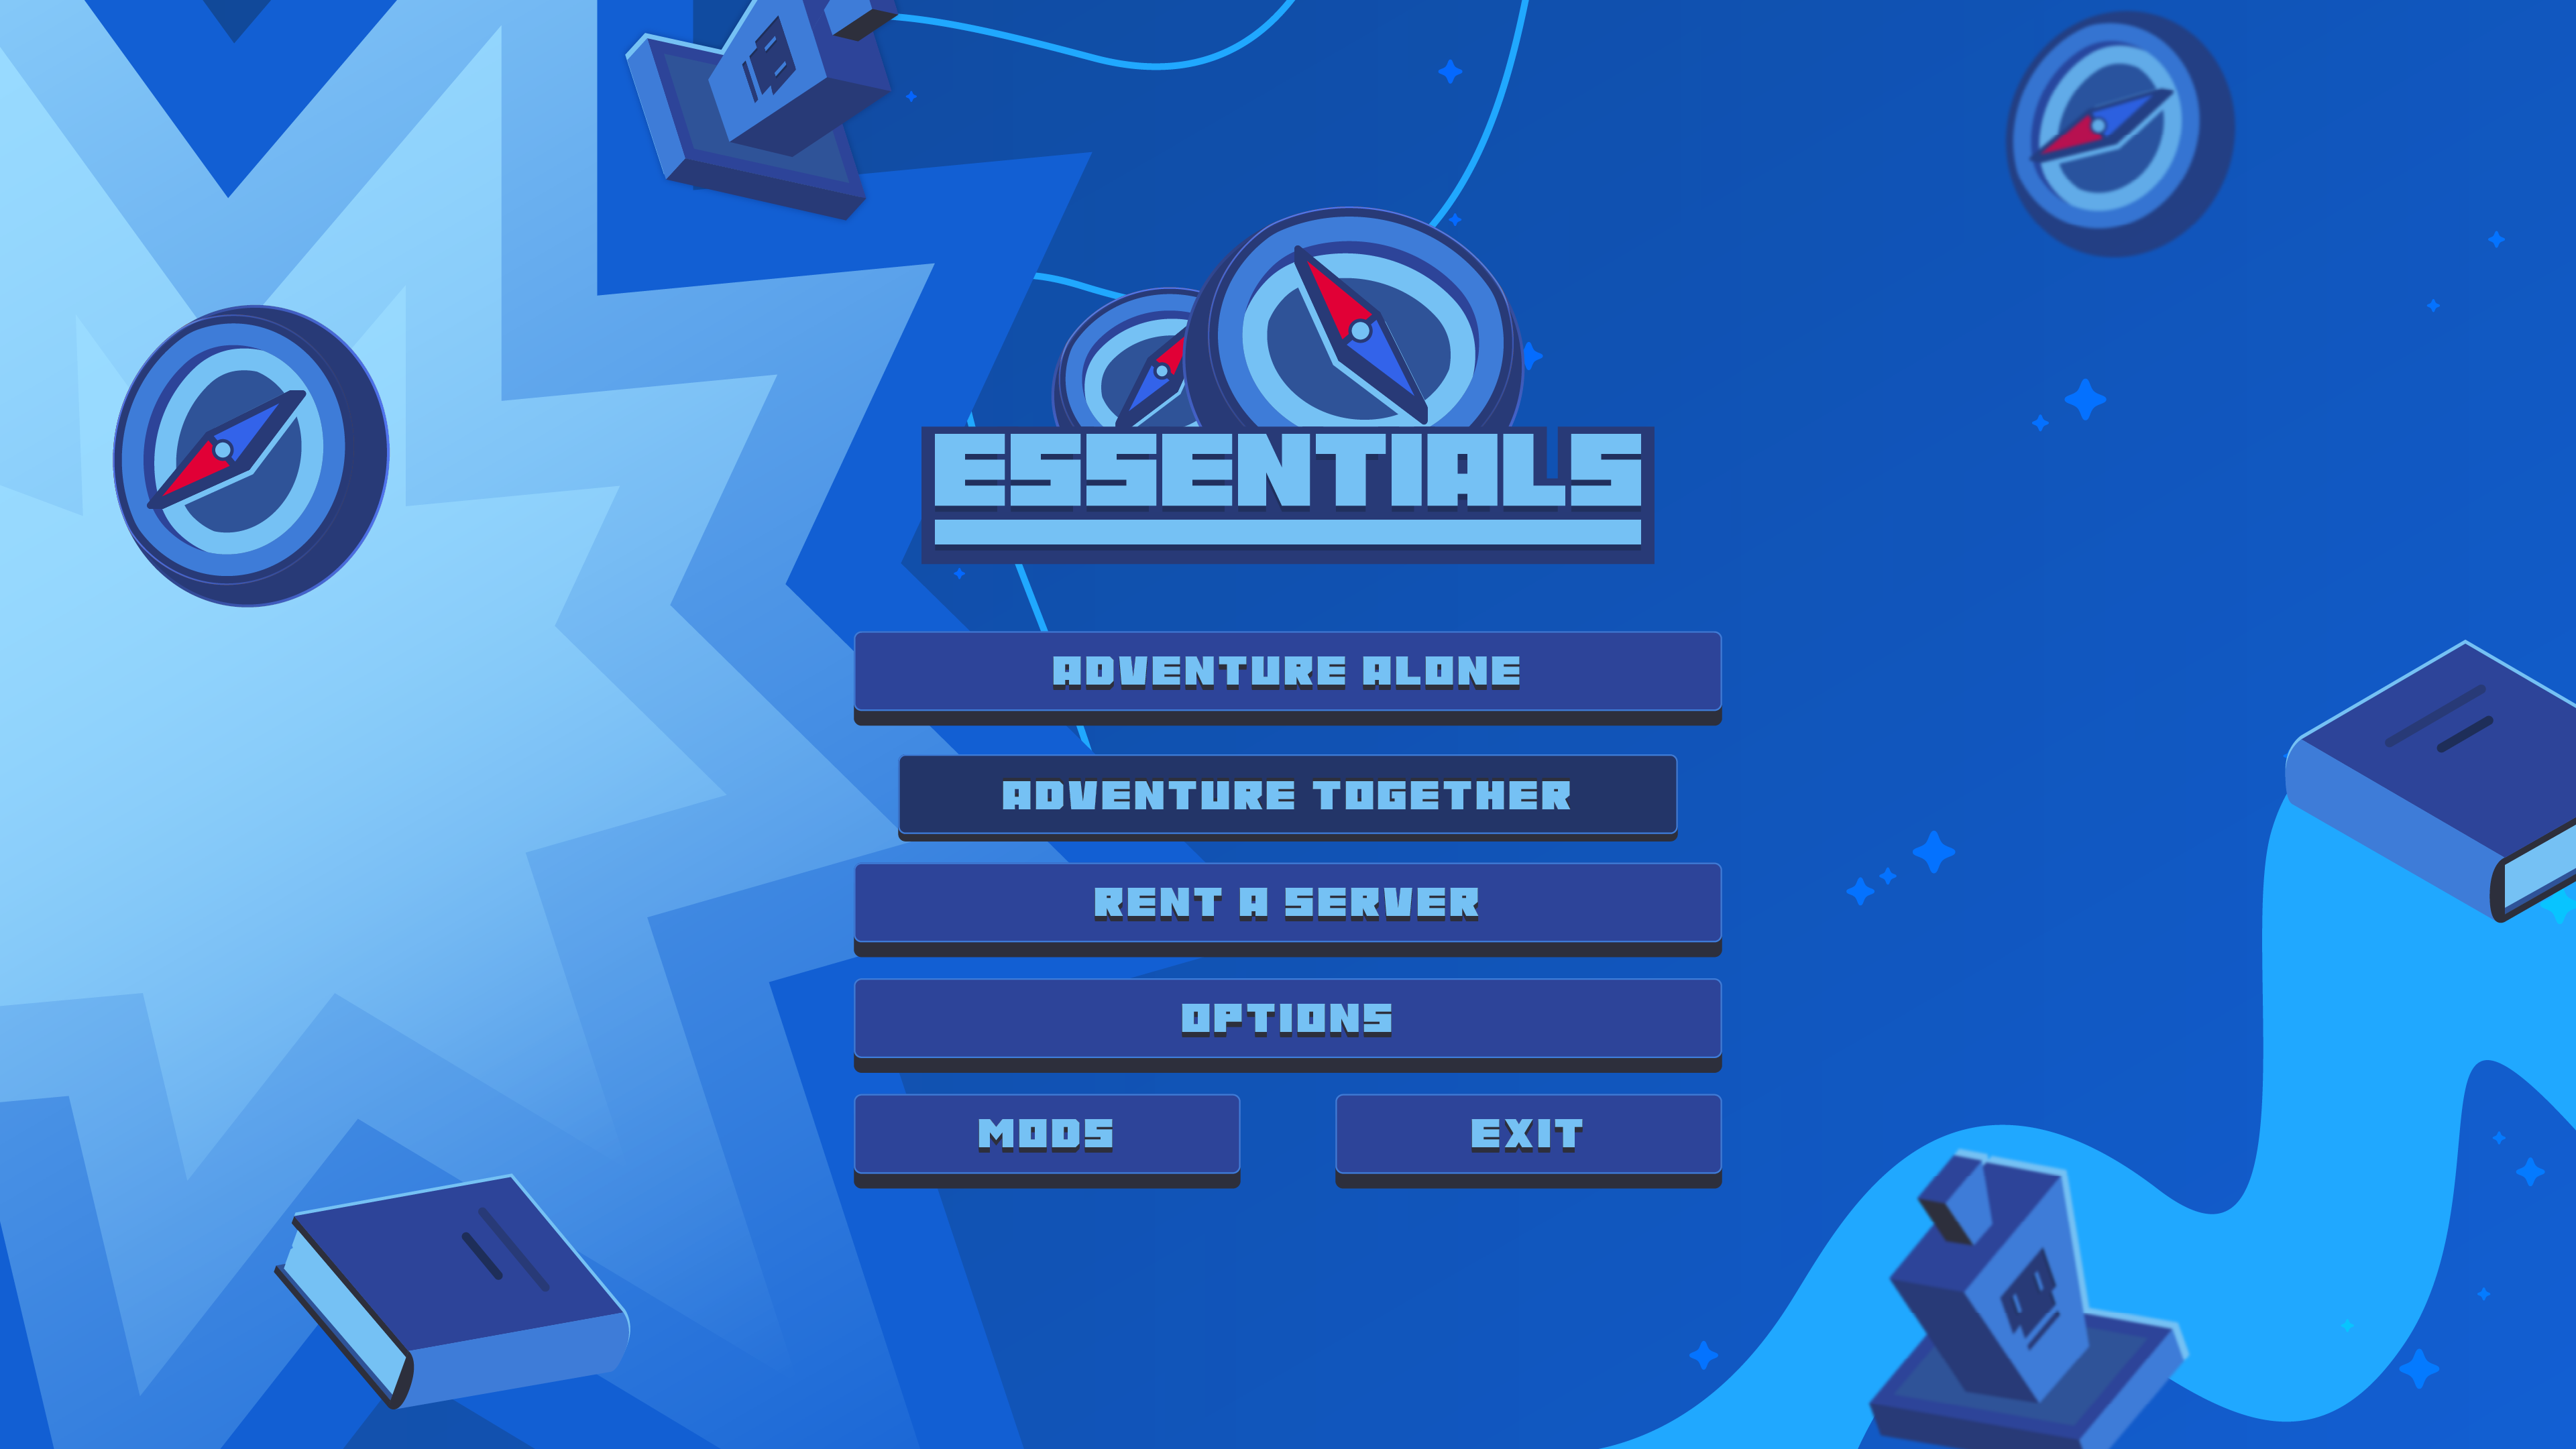 ESSENTIALS
ADVENTURE ALONE
ADVENTURE TOGETHER
RENT A SERVER
OPTIONS
MODS
EXIT